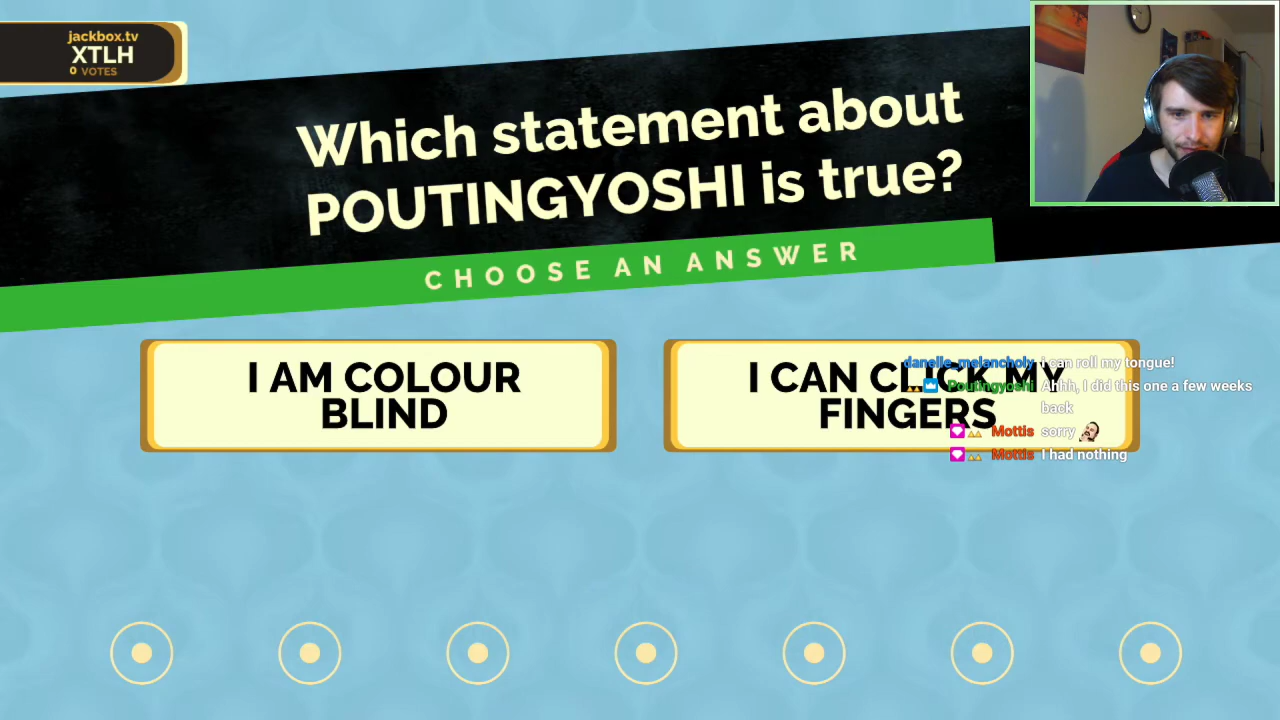 jackbox.tv
XTLH
0 VOTES
Which statement about
POUTINGYOSHI is true?
CHOOSE AN ANSWER
I AM COLOUR
BLIND
I CAN CLICK MY
FINGERS
danelle_melancholy i can roll my tongue!
Poutingyoshi Ahhh, I did this one a few weeks
back
Mottis sorry
Mottis I had nothing